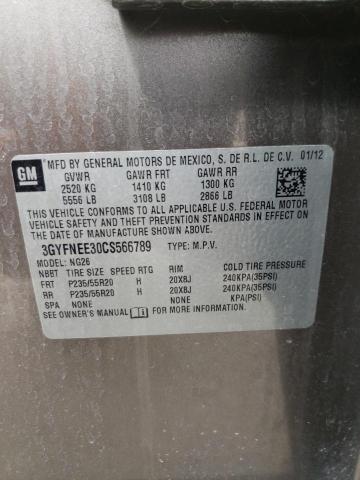 GM
MFD BY GENERAL MOTORS DE MEXICO, S. DE R.L. DE C.V. 01/12
GVWR GAWR FRT GAWR RR
2520 KG 1410 KG 1300 KG
5556 LB 3108 LB 2866 LB
THIS VEHICLE CONFORMS TO ALL APPLICABLE U.S. FEDERAL MOTOR
VEHICLE SAFETY AND THEFT PREVENTION STANDARDS IN EFFECT ON
THE DATE OF MANUFACTURE SHOWN ABOVE.
3GYFNEE30CS566789 TYPE: M.P.V.
MODEL: NG26
NBBT TIRE SIZE SPEED RTG RIM COLD TIRE PRESSURE
FRT P235/55R20 H 20X8J 240KPA(35PSI)
RR P235/55R20 H 20X8J 240KPA(35PSI)
SPA NONE NONE KPA(PSI)
SEE OWNER'S MANUAL FOR MORE INFORMATION.